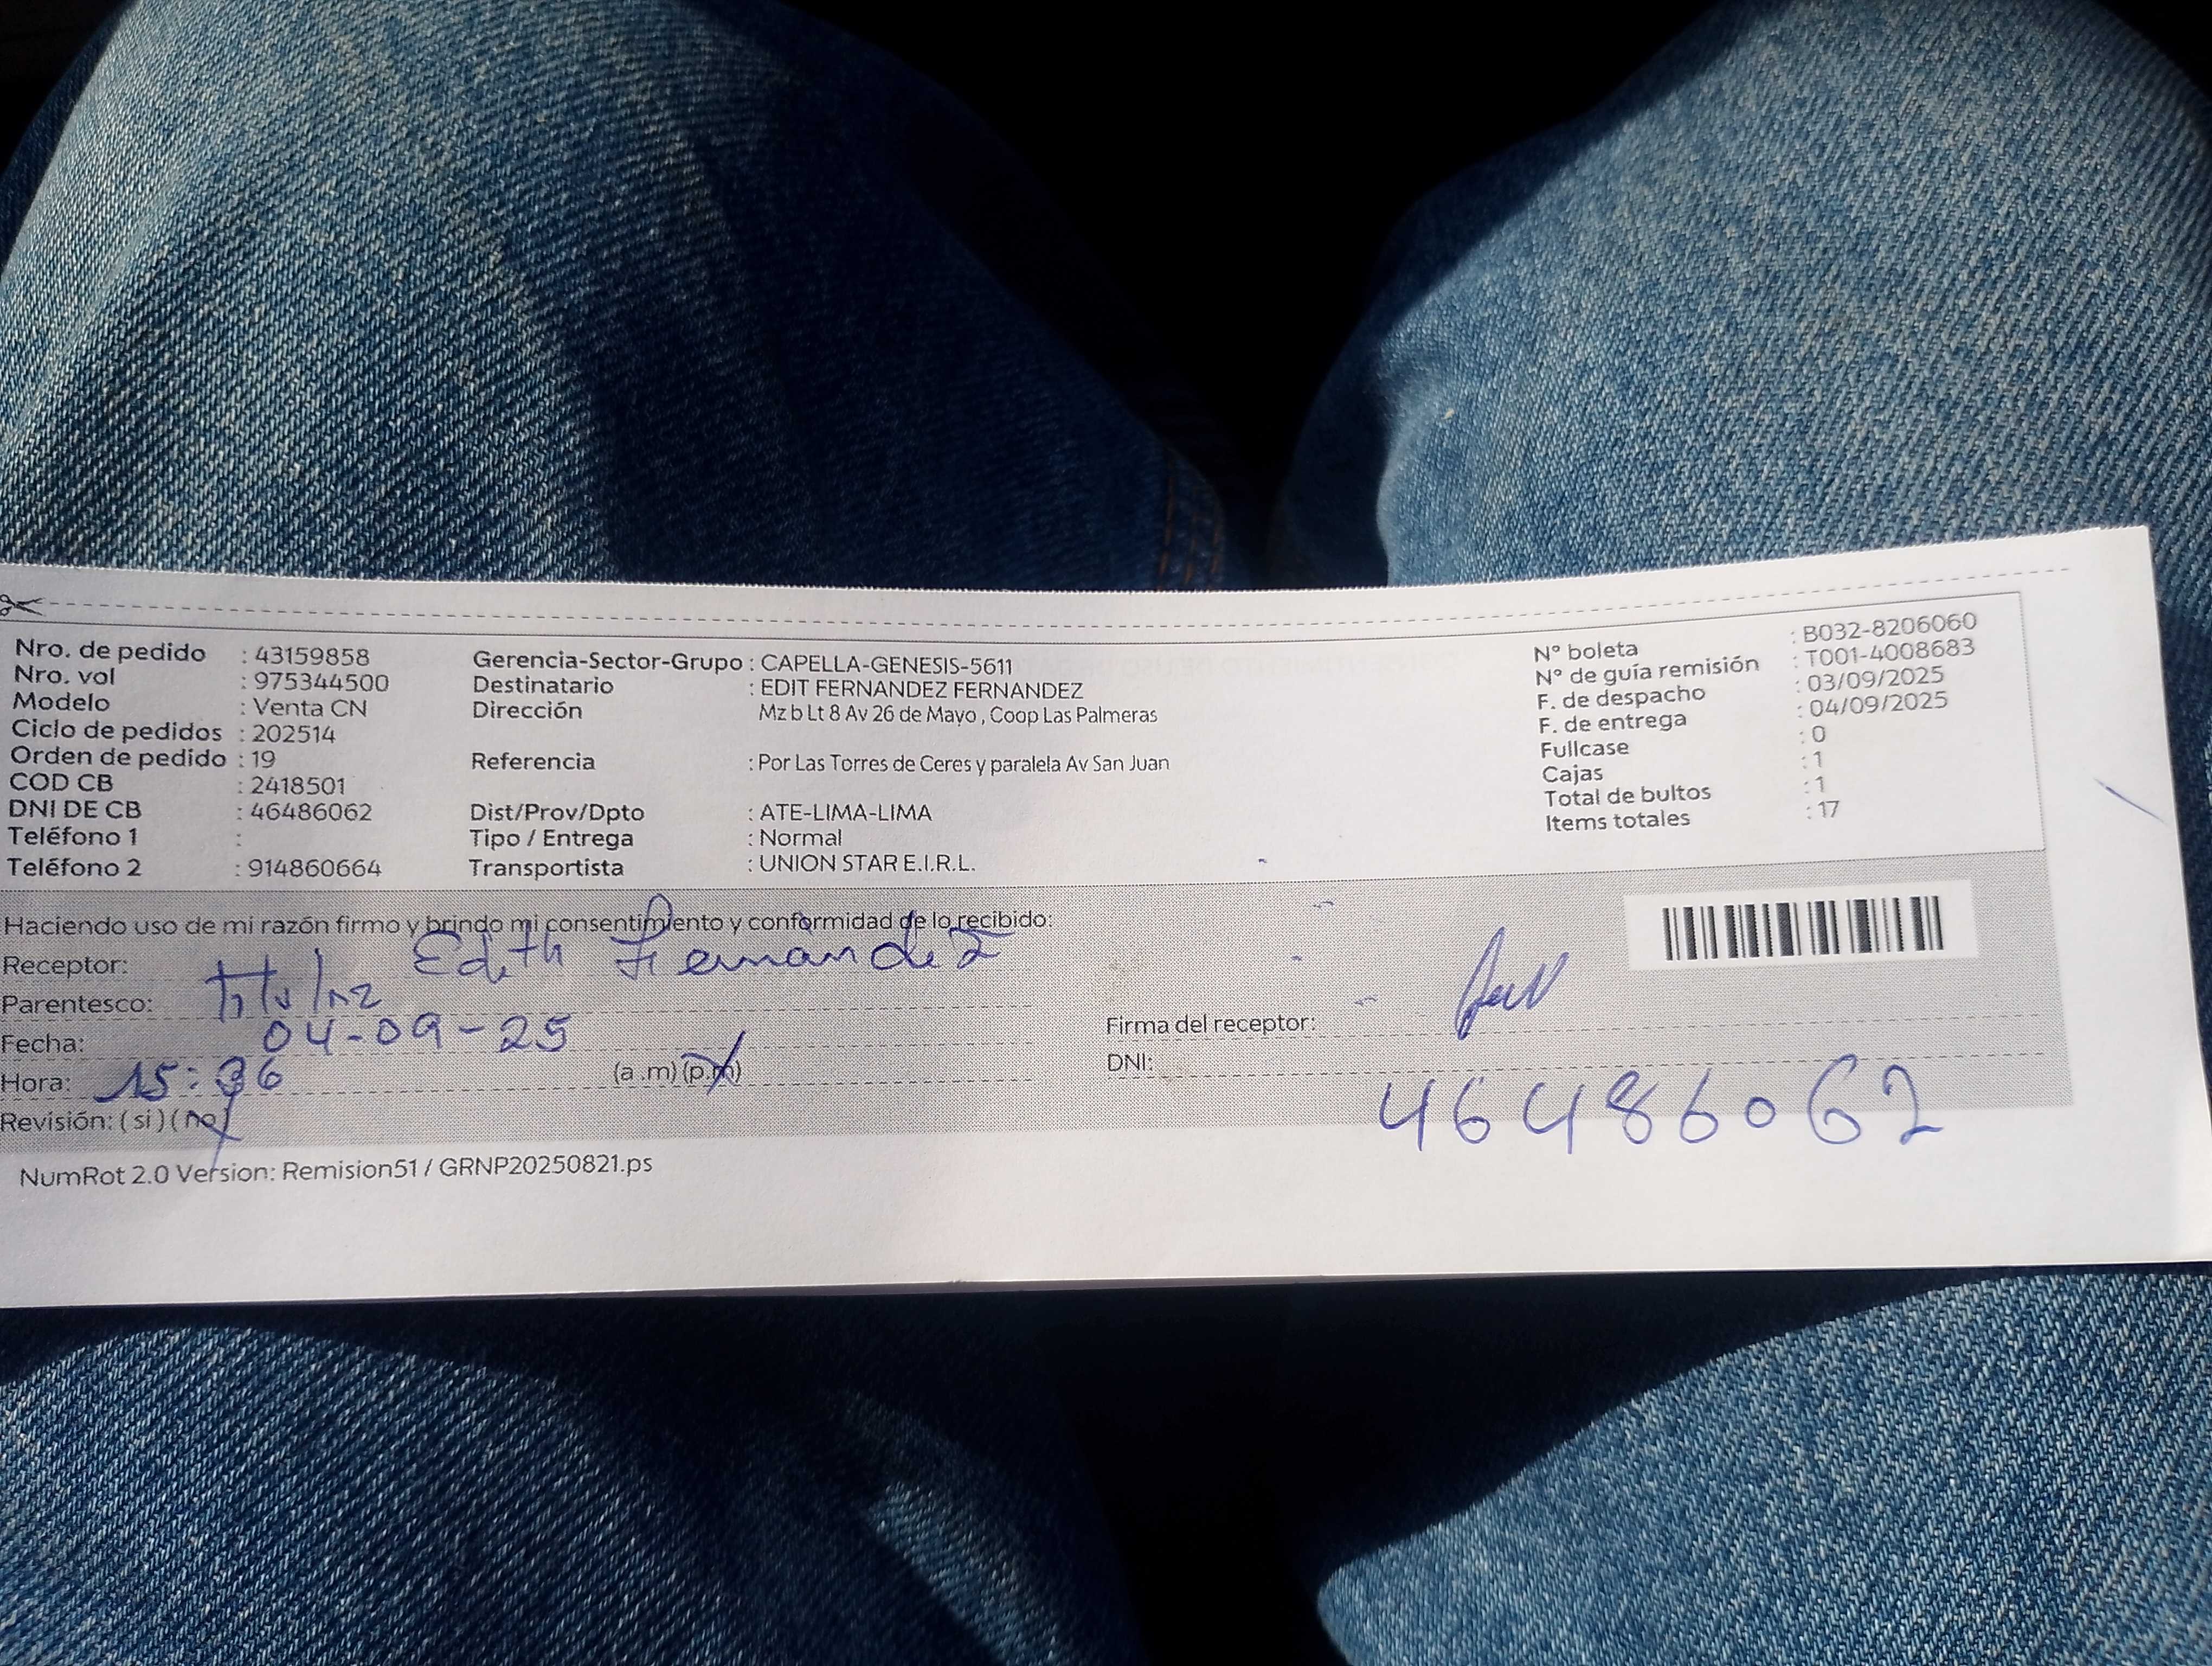 Nro. de pedido : 43159858
Nro. vol : 975344500
Modelo : Venta CN
Ciclo de pedidos : 202514
Orden de pedido : 19
COD CB : 2418501
DNI DE CB : 46486062
Teléfono 1 :
Teléfono 2 : 914860664
Gerencia-Sector-Grupo : CAPELLA-GENESIS-5611
Destinatario : EDIT FERNANDEZ FERNANDEZ
Dirección Mz b Lt 8 Av 26 de Mayo , Coop Las Palmeras
Referencia : Por Las Torres de Ceres y paralela Av San Juan
Dist/Prov/Dpto : ATE-LIMA-LIMA
Tipo / Entrega : Normal
Transportista : UNION STAR E.I.R.L.
N° boleta : B032-8206060
N° de guía remisión : T001-4008683
F. de despacho : 03/09/2025
F. de entrega : 04/09/2025
Fullcase : 0
Cajas : 1
Total de bultos : 1
Items totales : 17
Haciendo uso de mi razón firmo y brindo mi consentimiento y conformidad de lo recibido:
Receptor: Edith Fernandez
Parentesco:
Fecha: 04-09-25
Hora: 15:36 (a.m) (p.m)
Revisión: ( si ) ( no )
Firma del receptor:
DNI: 46486062
NumRot 2.0 Version: Remision51 / GRNP20250821.ps